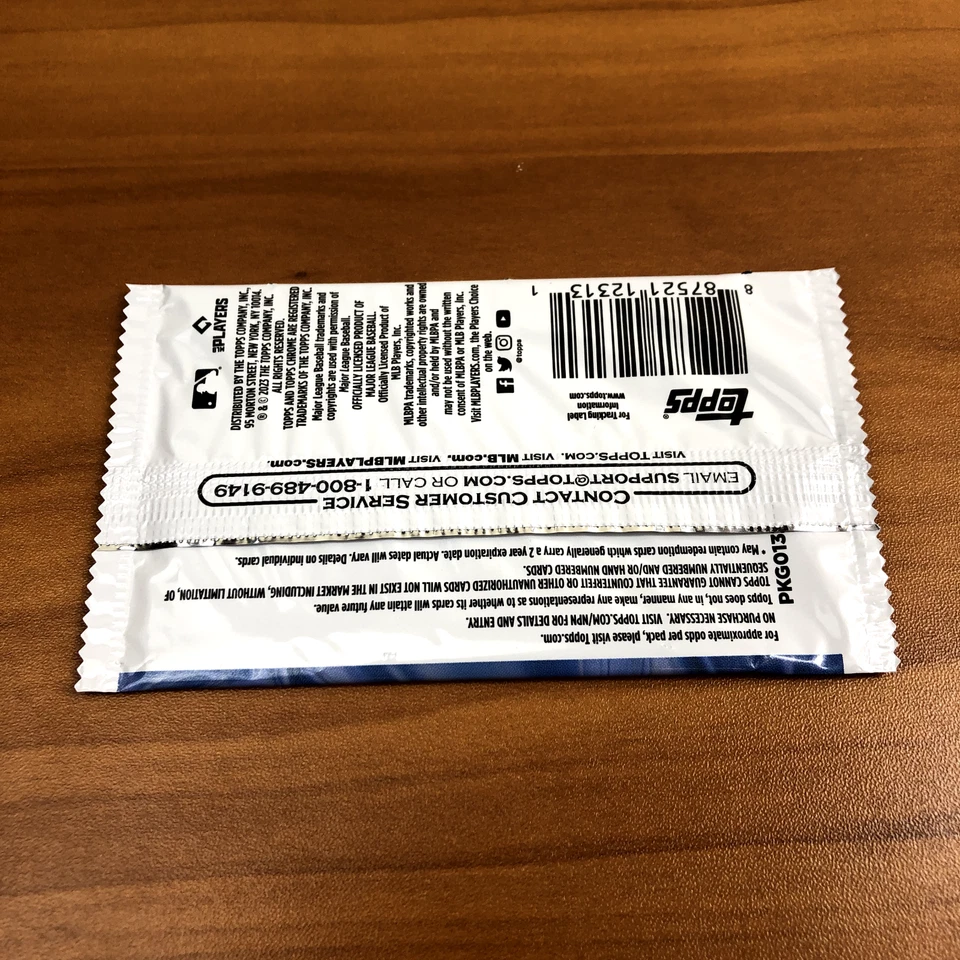 For approximate odds per pack, please visit Topps.com.
NO PURCHASE NECESSARY. VISIT TOPPS.COM/NPN FOR DETAILS AND ENTRY.
Topps does not, in any manner, make any representations as to whether its cards will attain any future value.
TOPPS CANNOT GUARANTEE THAT COUNTERFEIT OR OTHER UNAUTHORIZED CARDS WILL NOT EXIST IN THE MARKET INCLUDING, WITHOUT LIMITATION, OF,
SEQUENTIALLY NUMBERED AND/OR HAND NUMBERED CARDS.
* May contain redemption cards which generally carry a 2 year expiration date. Actual dates will vary. Details on individual cards.
PKG013
CONTACT CUSTOMER SERVICE
EMAIL SUPPORT@TOPPS.COM OR CALL 1-800-489-9149
VISIT TOPPS.COM. VISIT MLB.com. VISIT MLBPLAYERS.com.
topps®
For Tracking Label
Information
www.topps.com
8 87521 12313 1
MLB PLAYERS
DISTRIBUTED BY THE TOPPS COMPANY, INC.,
95 MORTON STREET, NEW YORK, NY 10014.
® & © 2023 THE TOPPS COMPANY, INC.
ALL RIGHTS RESERVED.
TOPPS AND TOPPS CHROME ARE REGISTERED
TRADEMARKS OF THE TOPPS COMPANY, INC.
Major League Baseball trademarks and
copyrights are used with permission of
Major League Baseball.
OFFICIALLY LICENSED PRODUCT OF
MAJOR LEAGUE BASEBALL.
Officially Licensed Product of
MLB Players, Inc.
MLBPA trademarks, copyrighted works and
other intellectual property rights are owned
and/or held by MLBPA and
may not be used without the written
consent of MLBPA or MLB Players, Inc.
Visit MLBPLAYERS.com, the Players Choice
on the web.
@topps